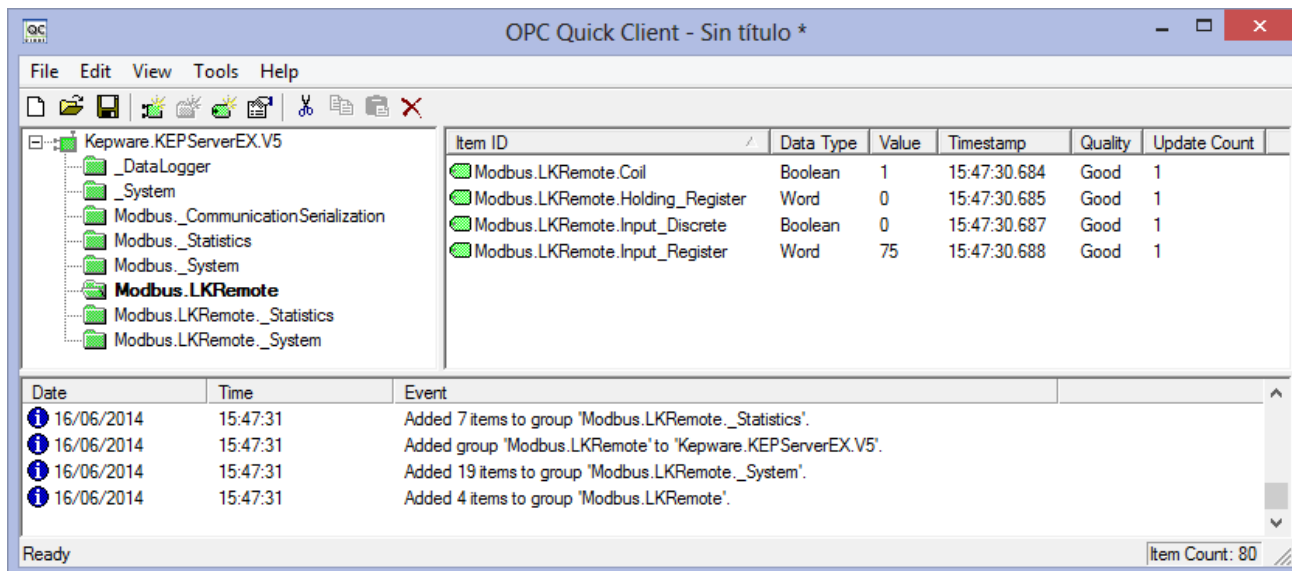 OPC Quick Client - Sin título *
File Edit View Tools Help
Kepware.KEPServerEX.V5
_DataLogger
_System
Modbus._CommunicationSerialization
Modbus._Statistics
Modbus._System
Modbus.LKRemote
Modbus.LKRemote._Statistics
Modbus.LKRemote._System
Item ID Data Type Value Timestamp Quality Update Count
Modbus.LKRemote.Coil Boolean 1 15:47:30.684 Good 1
Modbus.LKRemote.Holding_Register Word 0 15:47:30.685 Good 1
Modbus.LKRemote.Input_Discrete Boolean 0 15:47:30.687 Good 1
Modbus.LKRemote.Input_Register Word 75 15:47:30.688 Good 1
Date Time Event
16/06/2014 15:47:31 Added 7 items to group 'Modbus.LKRemote._Statistics'.
16/06/2014 15:47:31 Added group 'Modbus.LKRemote' to 'Kepware.KEPServerEX.V5'.
16/06/2014 15:47:31 Added 19 items to group 'Modbus.LKRemote._System'.
16/06/2014 15:47:31 Added 4 items to group 'Modbus.LKRemote'.
Ready Item Count: 80